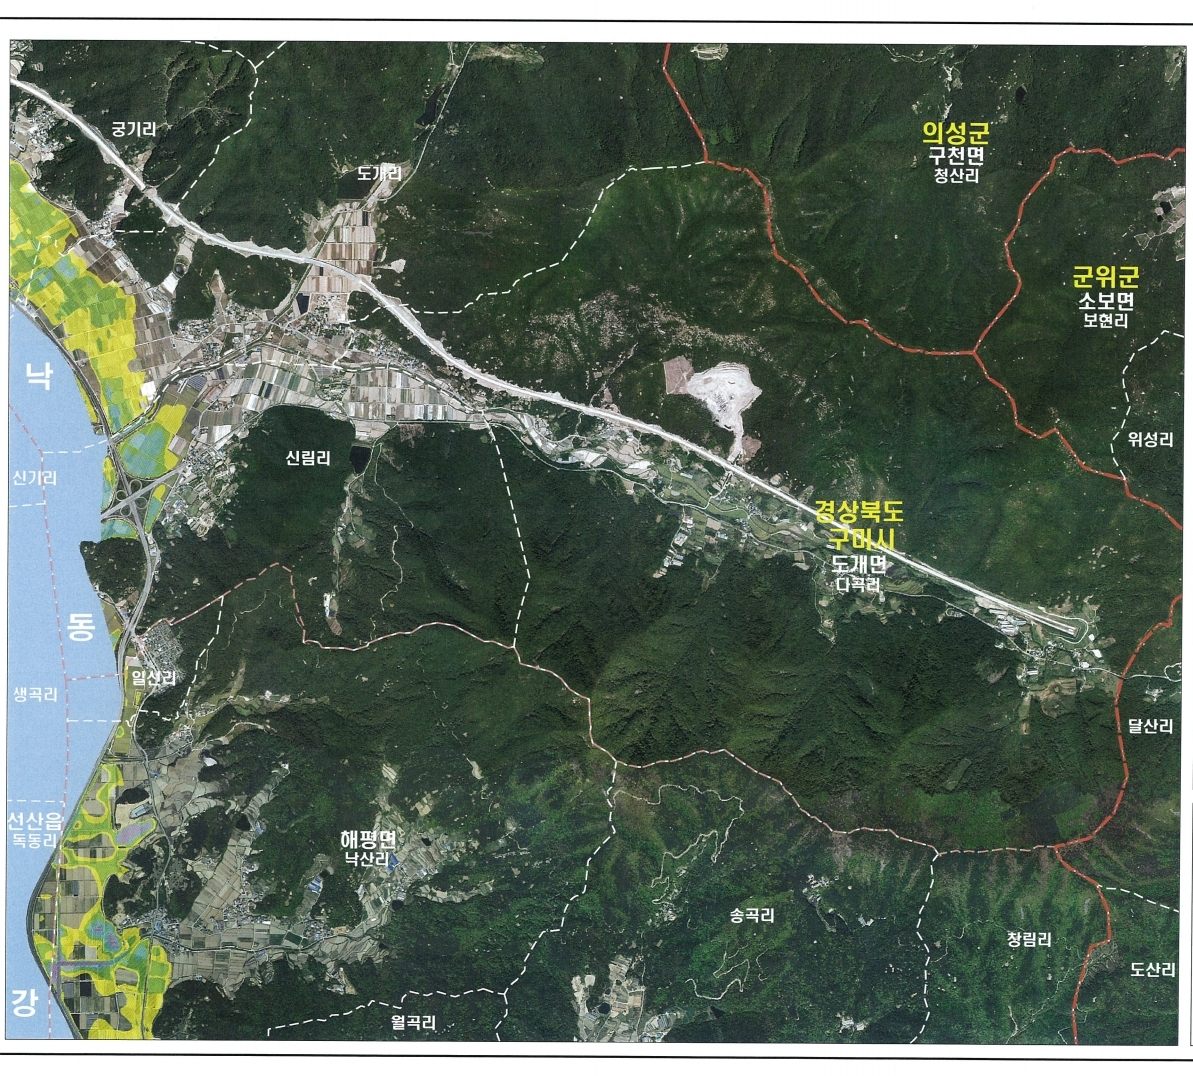 궁기리
의성군
구천면
청산리
도개리
군위군
소보면
보현리
낙
위성리
신림리
신기리
경상북도
구미시
도개면
다곡리
동
일선리
생곡리
달산리
선산읍
독동리
해평면
낙산리
송곡리
창림리
도산리
강
월곡리